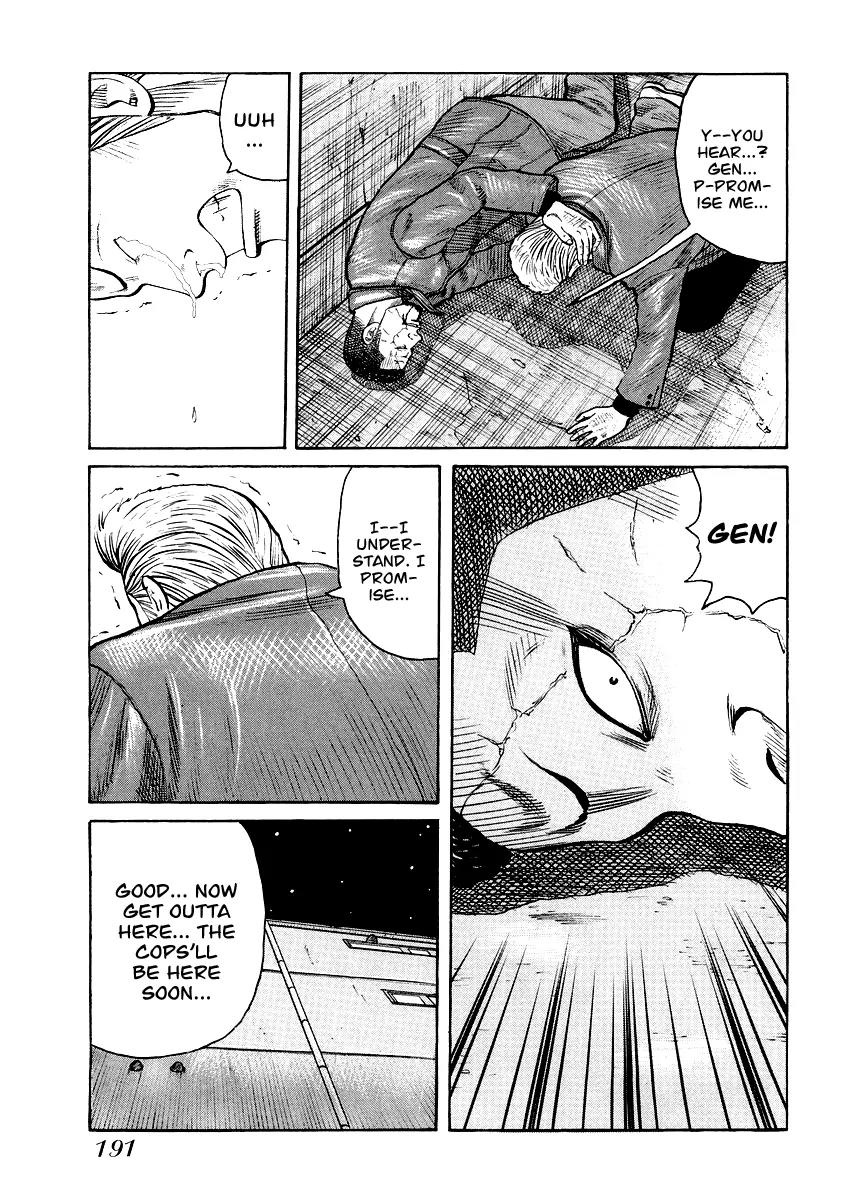 Y--YOU
HEAR...?
GEN...
P-PROM-
ISE ME...
UUH
...
GEN!
I--I
UNDER-
STAND. I
PROM-
ISE...
GOOD... NOW
GET OUTTA
HERE... THE
COPS'LL
BE HERE
SOON...
191